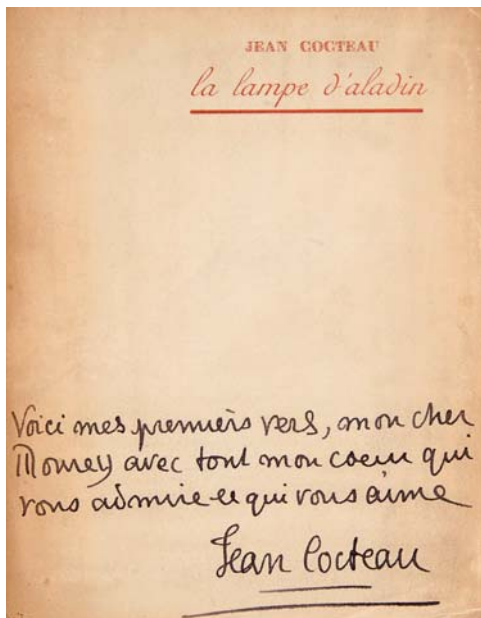 JEAN COCTEAU
la lampe d'aladin
Voici mes premiers vers, mon cher
Mourey avec tout mon coeur qui
vous admire et qui vous aime
Jean Cocteau